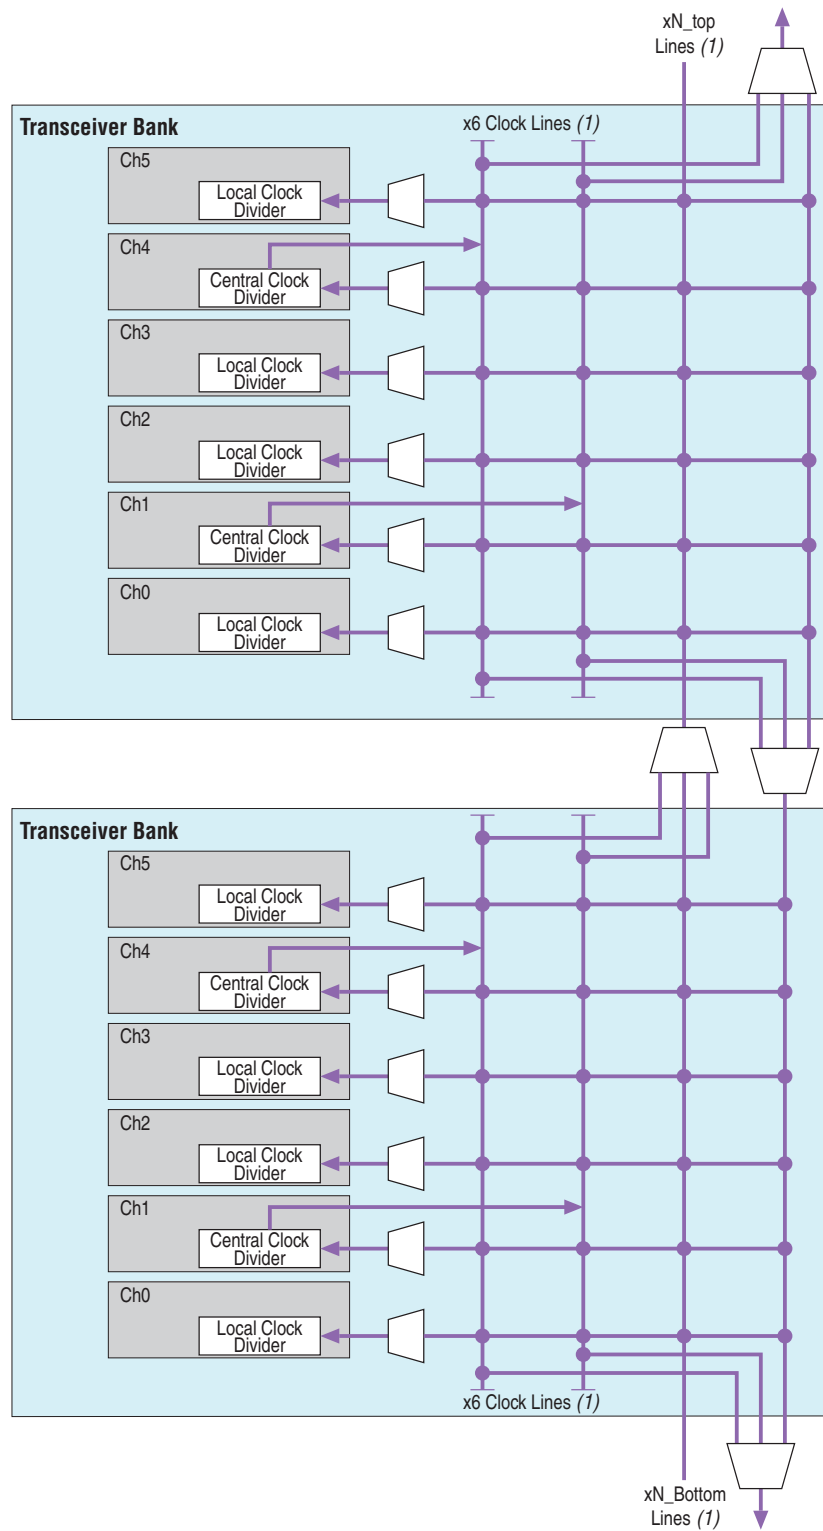 xN_top
Lines (1)
Transceiver Bank
x6 Clock Lines (1)
Ch5
Local Clock
Divider
Ch4
Central Clock
Divider
Ch3
Local Clock
Divider
Ch2
Local Clock
Divider
Ch1
Central Clock
Divider
Ch0
Local Clock
Divider
Transceiver Bank
Ch5
Local Clock
Divider
Ch4
Central Clock
Divider
Ch3
Local Clock
Divider
Ch2
Local Clock
Divider
Ch1
Central Clock
Divider
Ch0
Local Clock
Divider
x6 Clock Lines (1)
xN_Bottom
Lines (1)